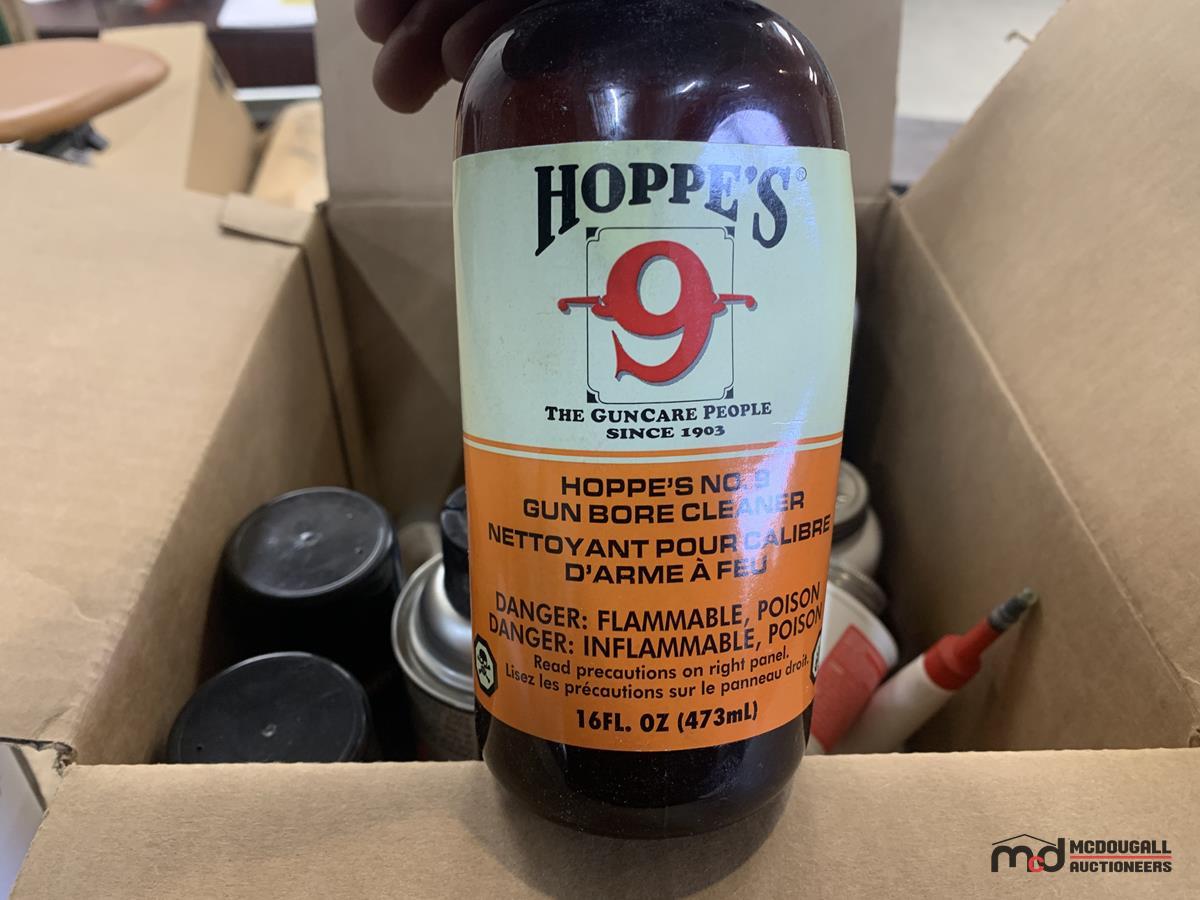 HOPPE'S®
9
THE GUNCARE PEOPLE
SINCE 1903
HOPPE'S NO. 9
GUN BORE CLEANER
NETTOYANT POUR CALIBRE
D'ARME À FEU
DANGER: FLAMMABLE, POISON
DANGER: INFLAMMABLE, POISON
Read precautions on right panel.
Lisez les précautions sur le panneau droit.
16FL. OZ (473mL)
mcd MCDOUGALL
AUCTIONEERS